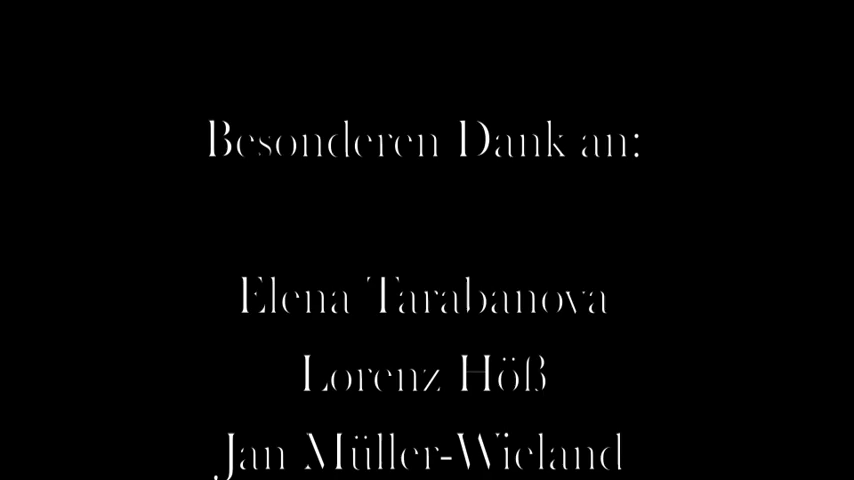 Besonderen Dank an:
Elena Tarabanova
Lorenz Höß
Jan Müller-Wieland